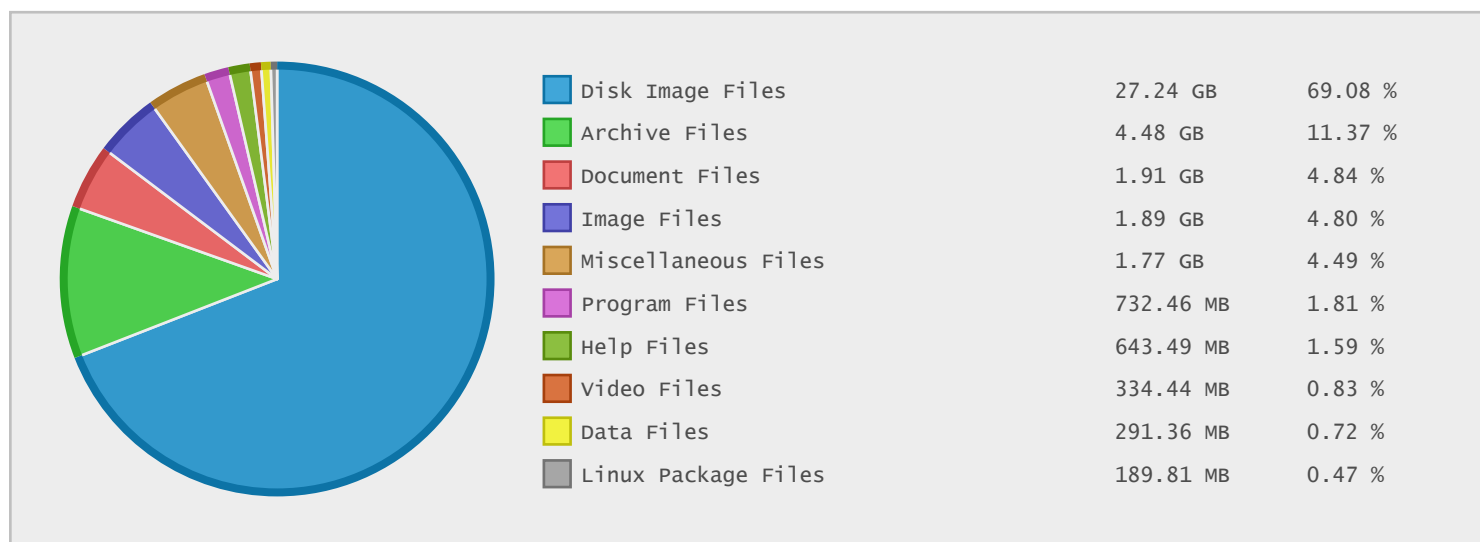 Disk Image Files 27.24 GB 69.08 %
Archive Files 4.48 GB 11.37 %
Document Files 1.91 GB 4.84 %
Image Files 1.89 GB 4.80 %
Miscellaneous Files 1.77 GB 4.49 %
Program Files 732.46 MB 1.81 %
Help Files 643.49 MB 1.59 %
Video Files 334.44 MB 0.83 %
Data Files 291.36 MB 0.72 %
Linux Package Files 189.81 MB 0.47 %